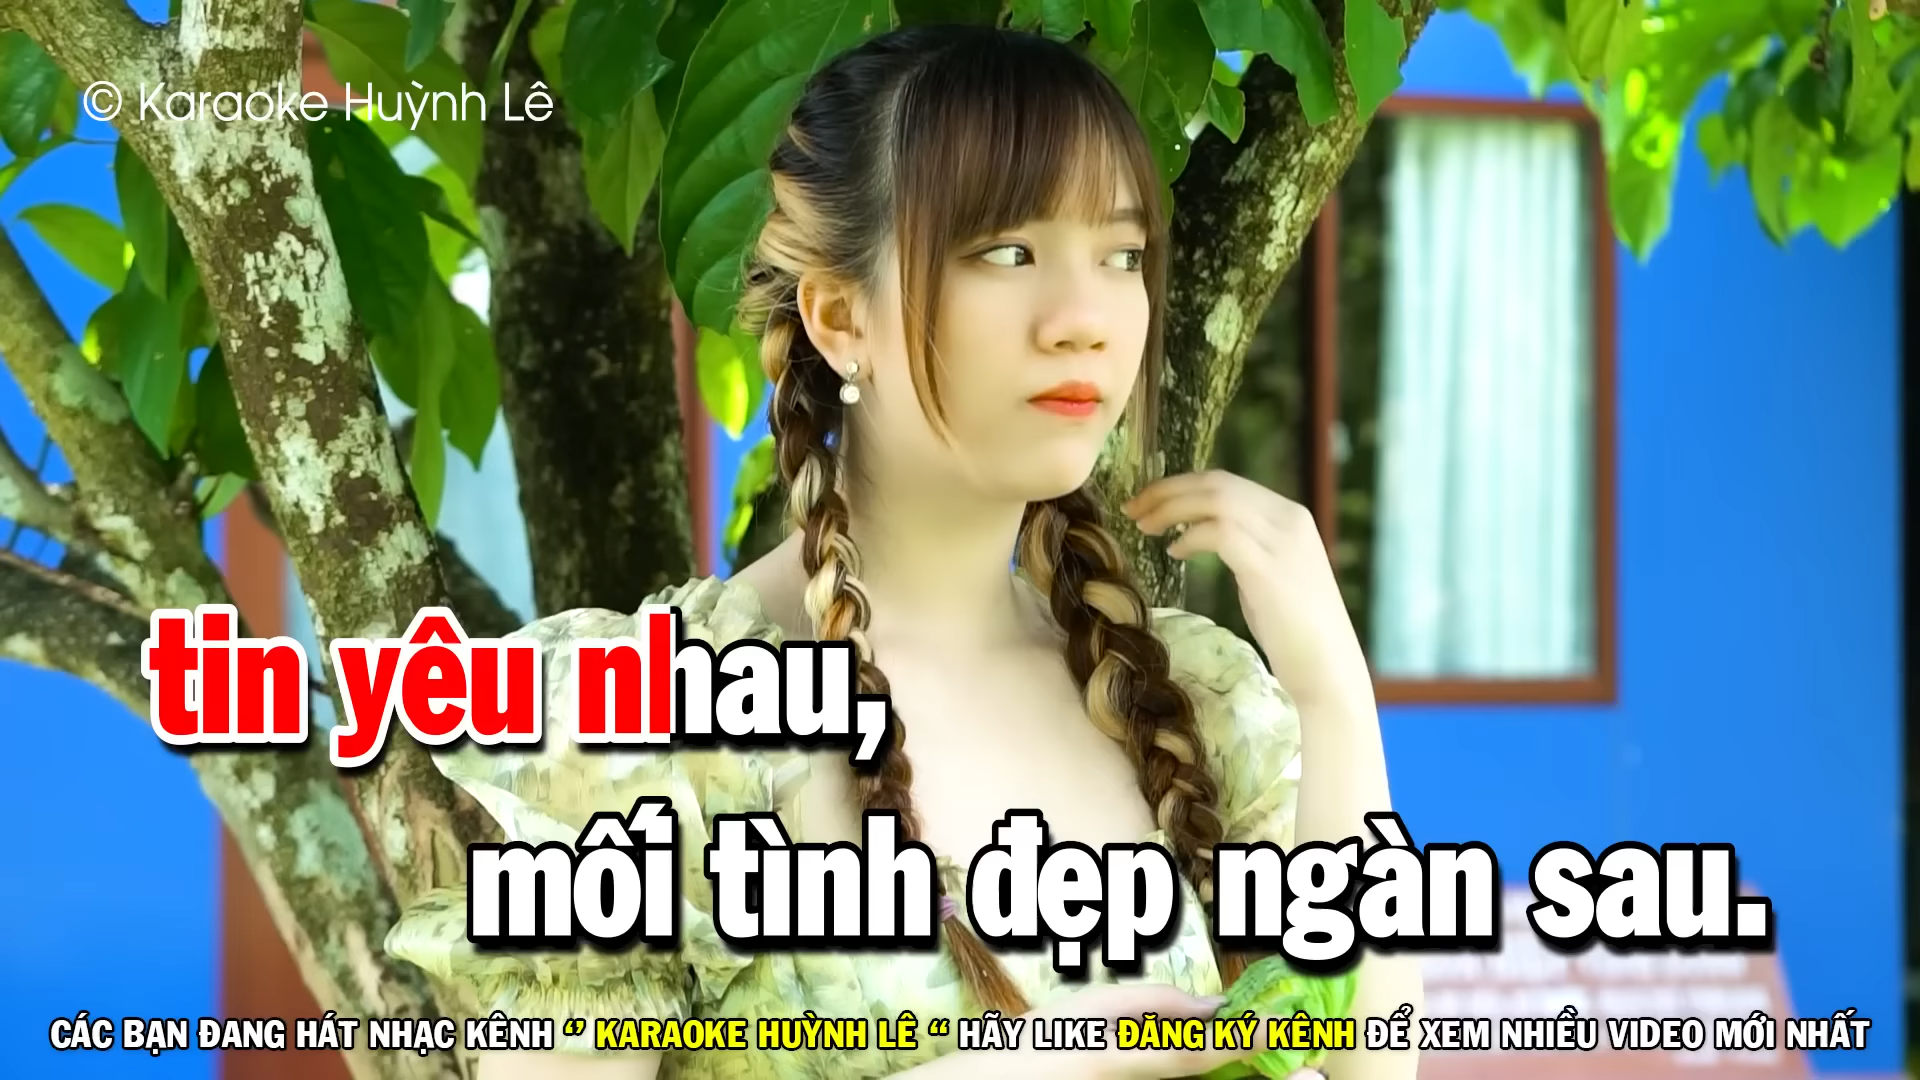 © Karaoke Huỳnh Lê
tin yêu nhau,
mối tình đẹp ngàn sau.
CÁC BẠN ĐANG HÁT NHẠC KÊNH “ KARAOKE HUỲNH LÊ “ HÃY LIKE ĐĂNG KÝ KÊNH ĐỂ XEM NHIỀU VIDEO MỚI NHẤT